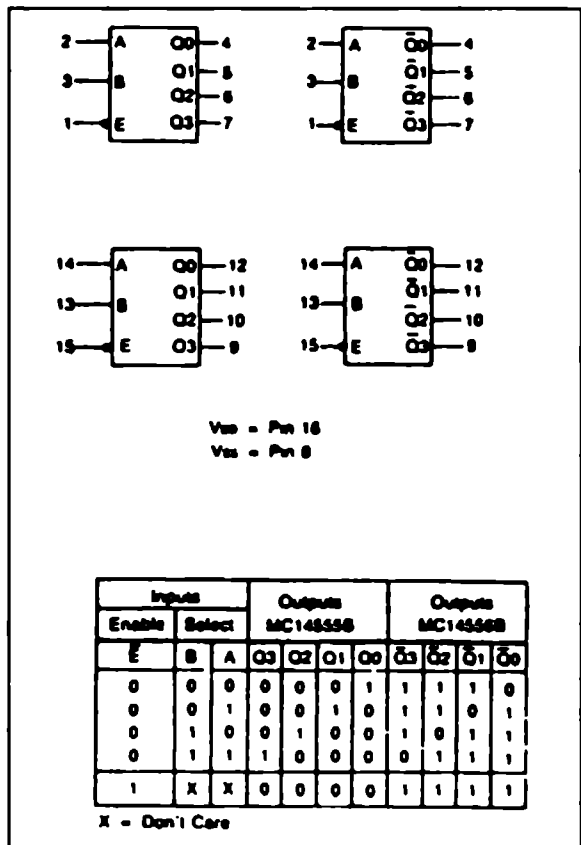 2 A Q0 4
Q1 5
3 B Q2 6
1 E Q3 7
2 A Q̄0 4
Q̄1 5
3 B Q̄2 6
1 E Q̄3 7
14 A Q0 12
Q1 11
13 B Q2 10
15 E Q3 9
14 A Q̄0 12
Q̄1 11
13 B Q̄2 10
15 E Q̄3 9
VDD = Pin 16
VSS = Pin 8
Inputs Outputs Outputs
Enable Select MC14555B MC14556B
Ē B A Q3 Q2 Q1 Q0 Q̄3 Q̄2 Q̄1 Q̄0
0 0 0 0 0 0 1 1 1 1 0
0 0 1 0 0 1 0 1 1 0 1
0 1 0 0 1 0 0 1 0 1 1
0 1 1 1 0 0 0 0 1 1 1
1 X X 0 0 0 0 1 1 1 1
X = Don't Care